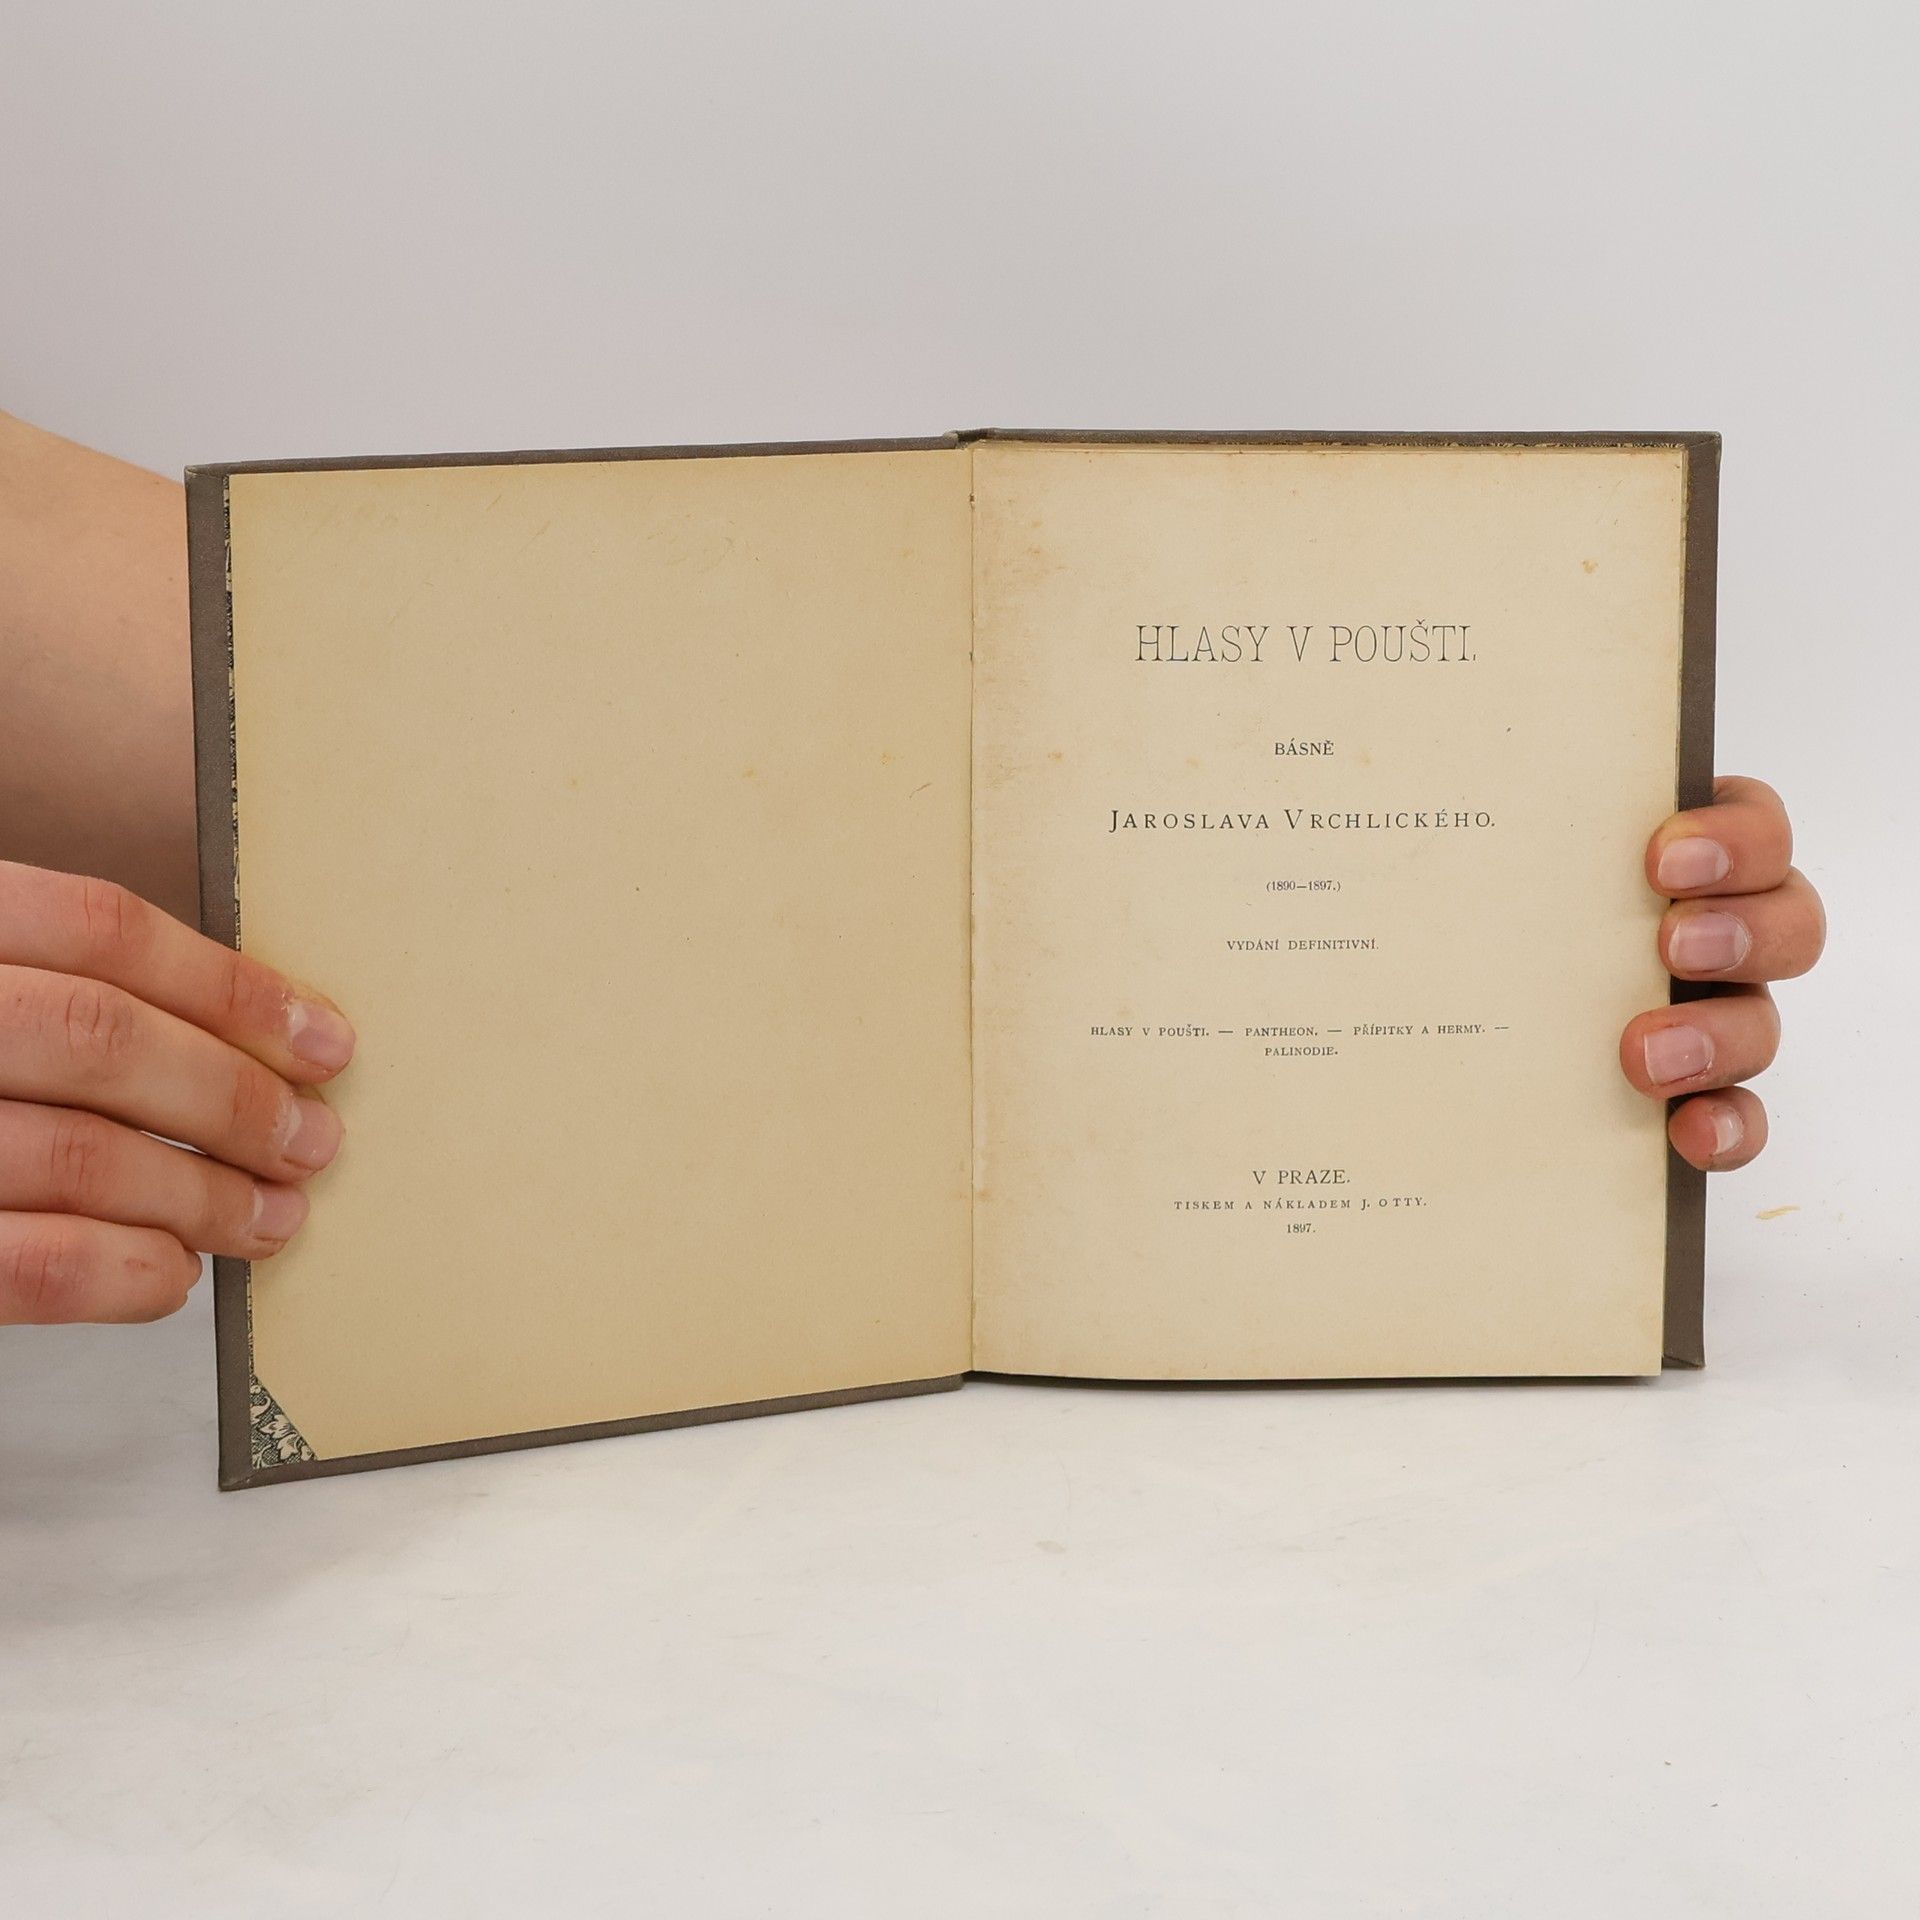 HLASY V POUŠTI.
BÁSNĚ
JAROSLAVA VRCHLICKÉHO.
(1890—1897.)
VYDÁNÍ DEFINITIVNÍ.
HLASY V POUŠTI. — PANTHEON. — PŘÍPITKY A HERMY. —
PALINODIE.
V PRAZE.
TISKEM A NÁKLADEM J. OTTY.
1897.